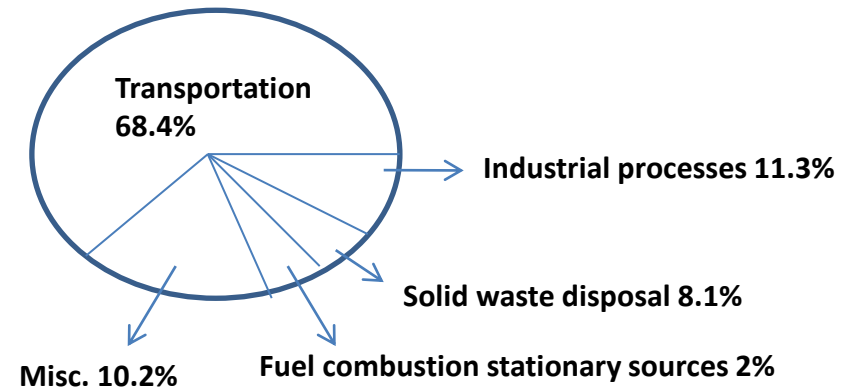 Transportation
68.4%
Industrial processes 11.3%
Solid waste disposal 8.1%
Fuel combustion stationary sources 2%
Misc. 10.2%